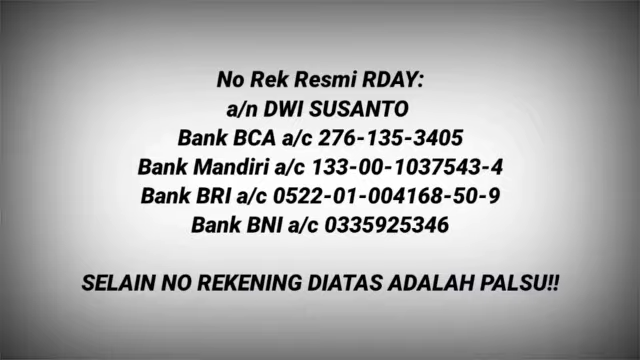 No Rek Resmi RDAY:
a/n DWI SUSANTO
Bank BCA a/c 276-135-3405
Bank Mandiri a/c 133-00-1037543-4
Bank BRI a/c 0522-01-004168-50-9
Bank BNI a/c 0335925346
SELAIN NO REKENING DIATAS ADALAH PALSU!!